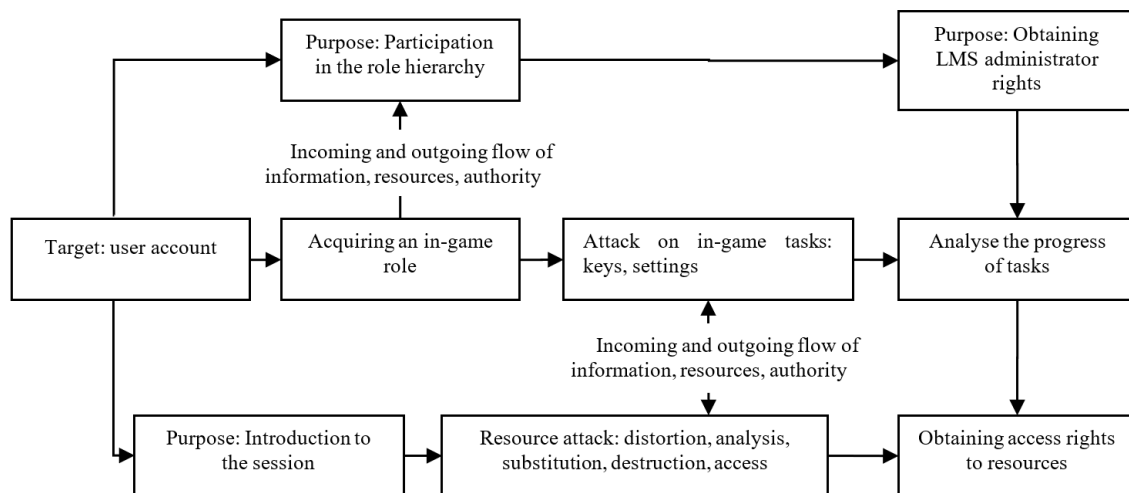 Purpose: Participation
in the role hierarchy
Purpose: Obtaining
LMS administrator
rights
Incoming and outgoing flow of
information, resources, authority
Target: user account
Acquiring an in-game
role
Attack on in-game tasks:
keys, settings
Analyse the progress
of tasks
Incoming and outgoing flow of
information, resources, authority
Purpose: Introduction to
the session
Resource attack: distortion, analysis,
substitution, destruction, access
Obtaining access rights
to resources